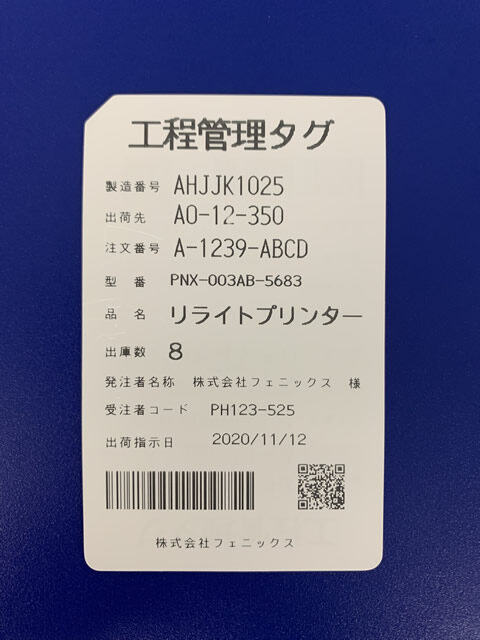 工程管理タグ
製造番号 AHJJK1025
出荷先 AO-12-350
注文番号 A-1239-ABCD
型番 PNX-003AB-5683
品名 リライトプリンター
出庫数 8
発注者名称 株式会社フェニックス 様
受注者コード PH123-525
出荷指示日 2020/11/12
株式会社フェニックス